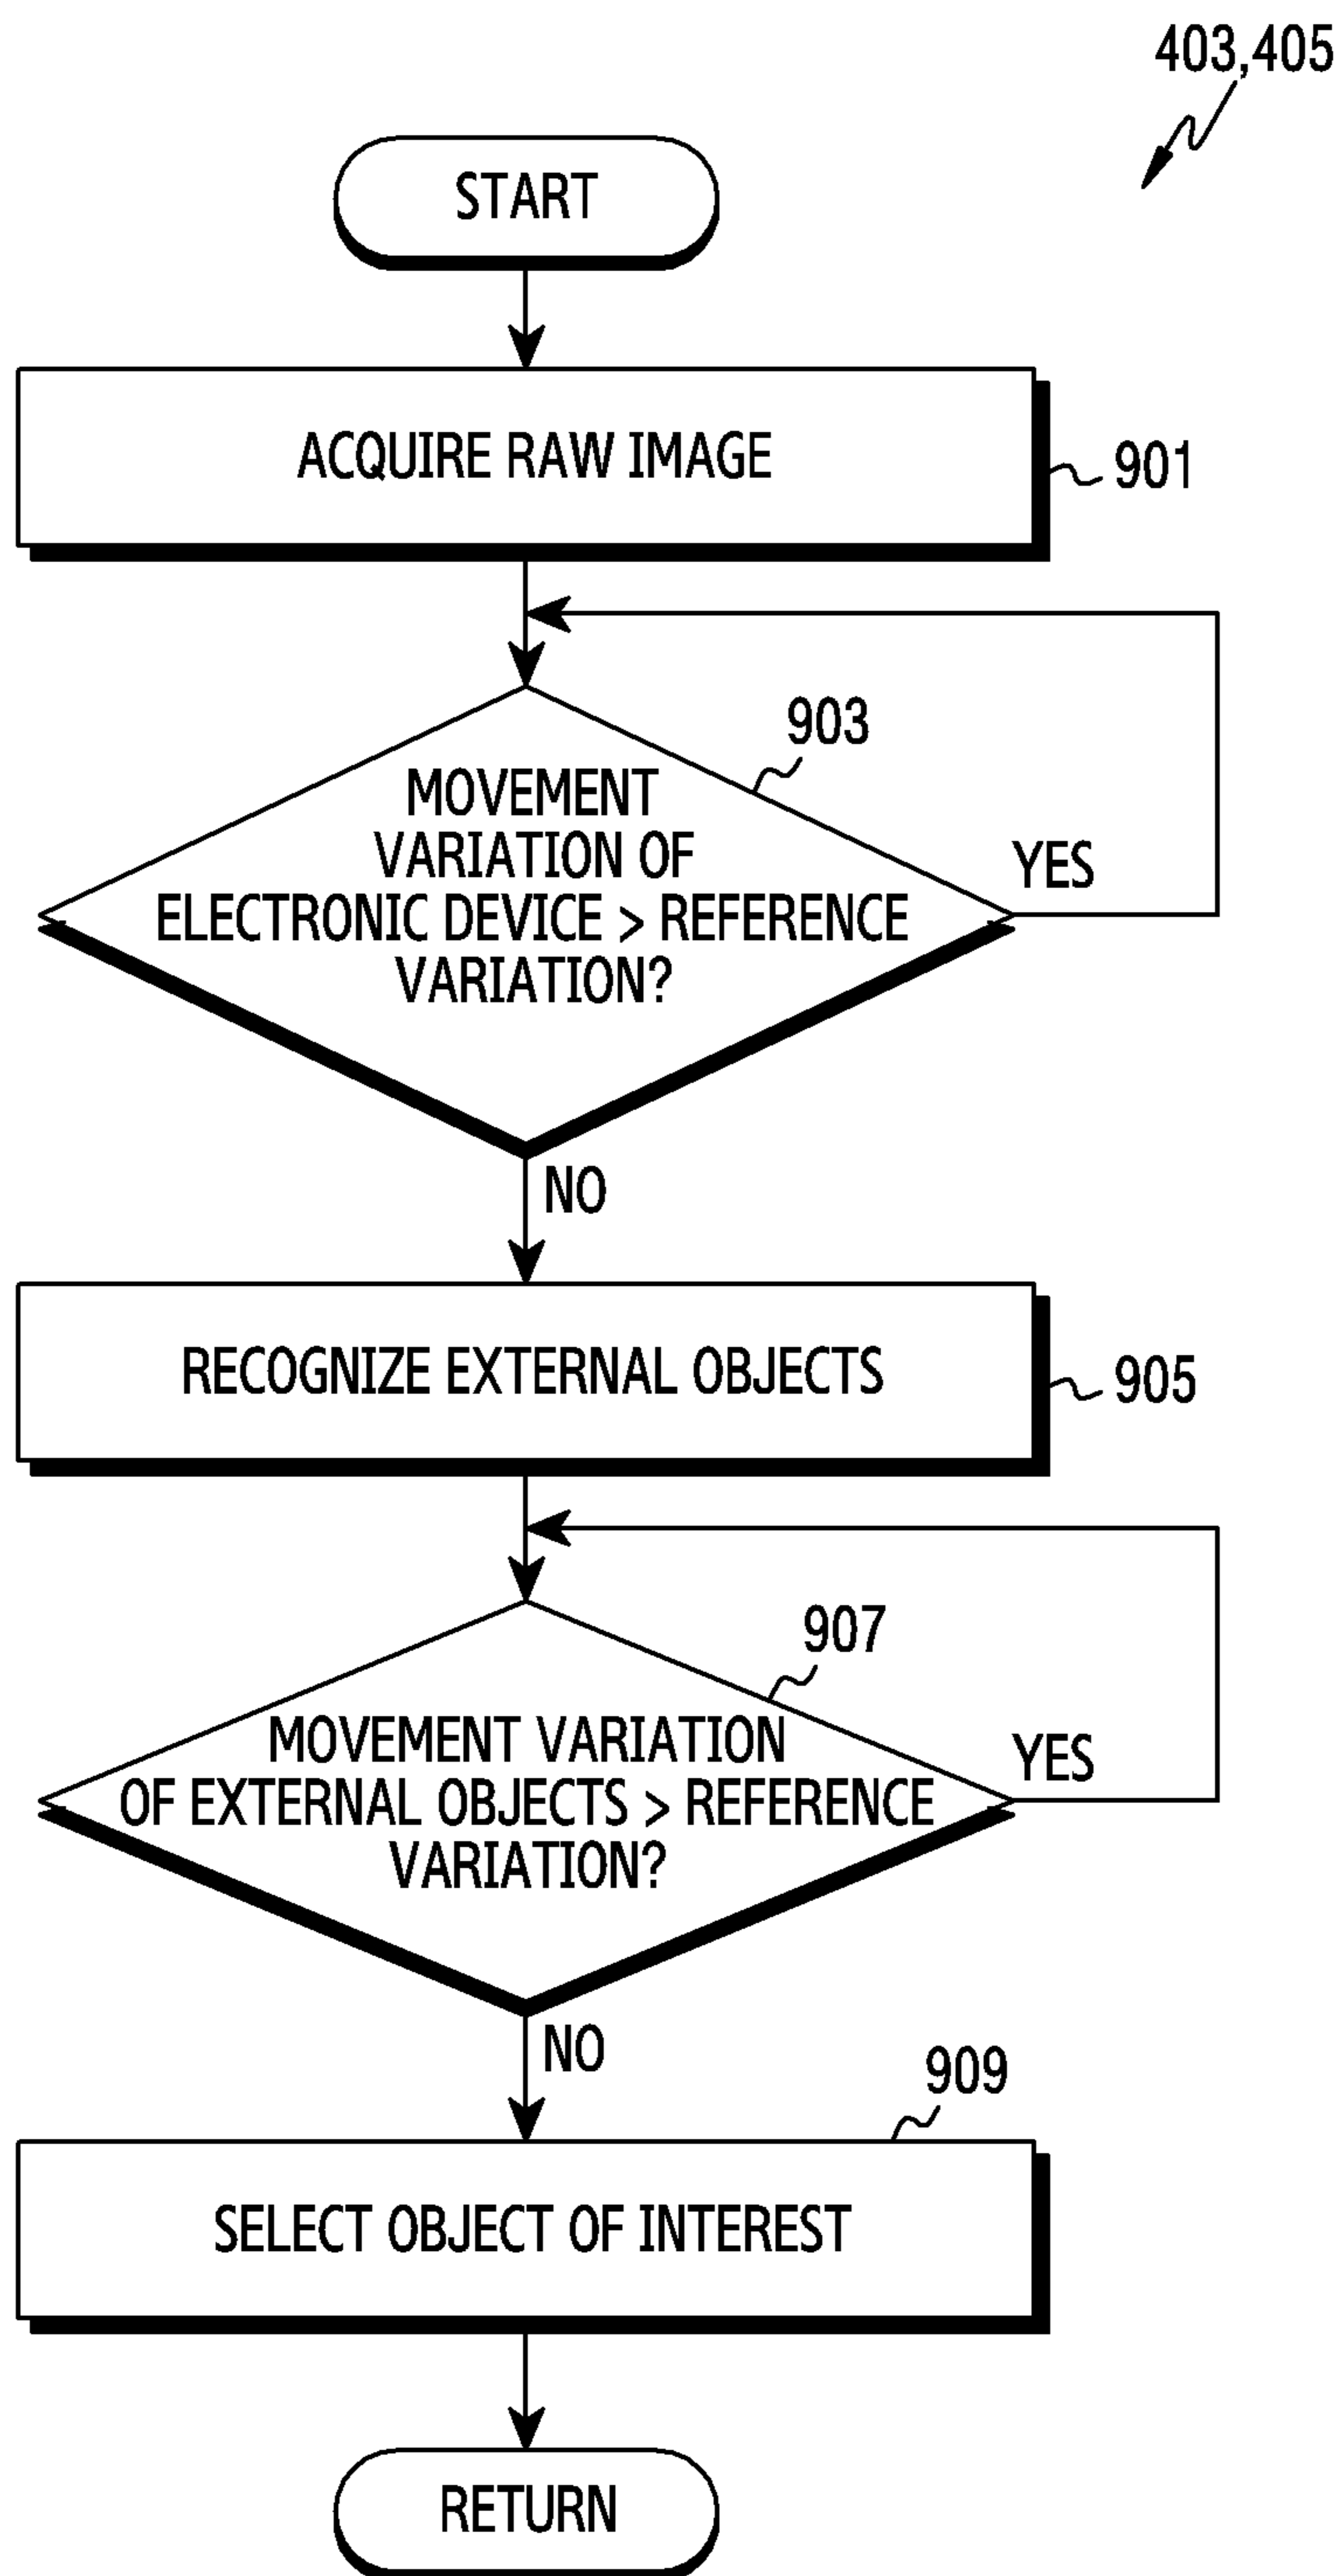 403,405
START
ACQUIRE RAW IMAGE
901
903
MOVEMENT
VARIATION OF
ELECTRONIC DEVICE > REFERENCE
VARIATION?
YES
NO
RECOGNIZE EXTERNAL OBJECTS
905
907
MOVEMENT VARIATION
OF EXTERNAL OBJECTS > REFERENCE
VARIATION?
YES
NO
909
SELECT OBJECT OF INTEREST
RETURN